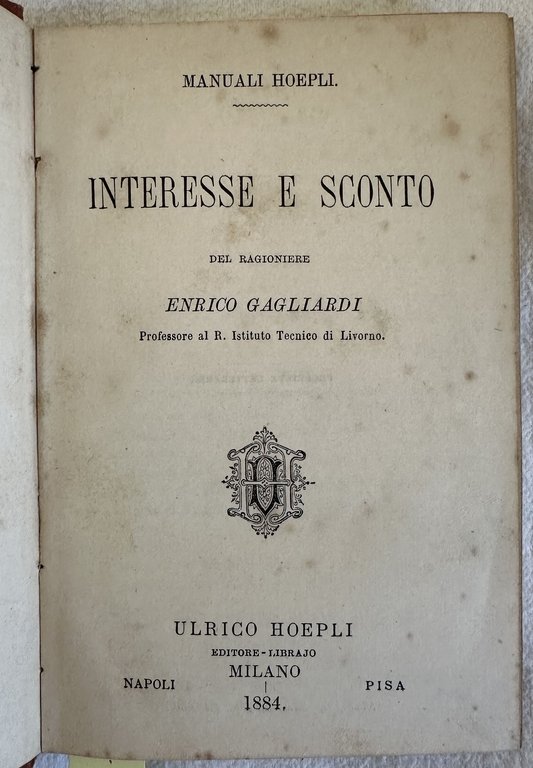 MANUALI HOEPLI.
INTERESSE E SCONTO
DEL RAGIONIERE
ENRICO GAGLIARDI
Professore al R. Istituto Tecnico di Livorno.
ULRICO HOEPLI
EDITORE-LIBRAJO
MILANO
NAPOLI PISA
1884.